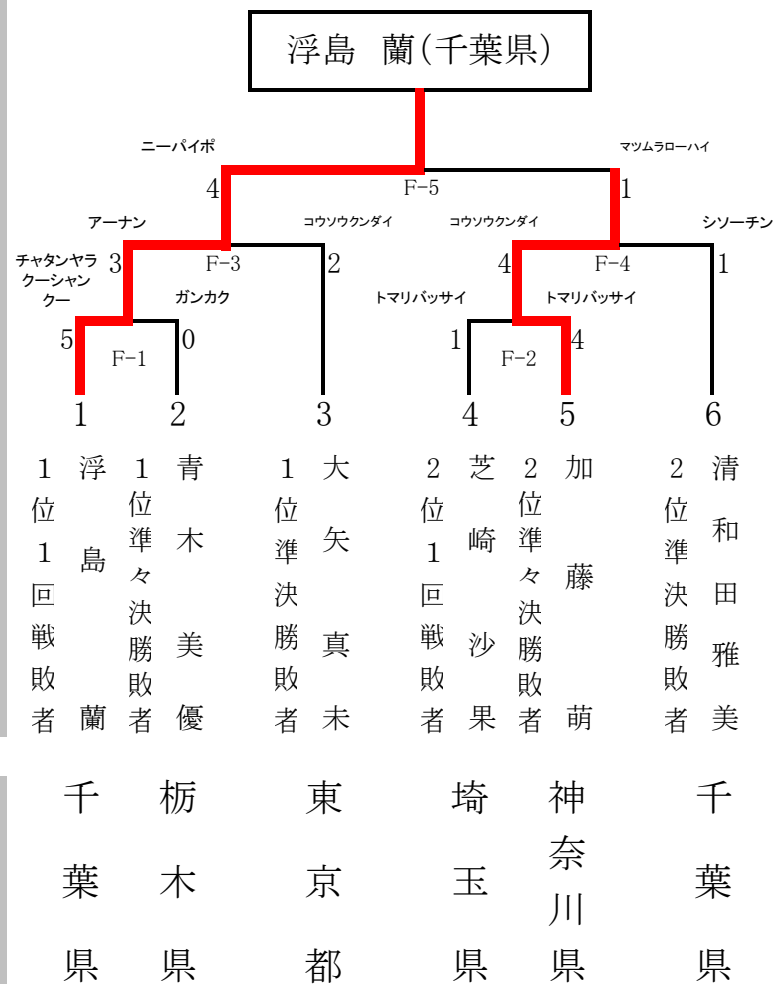 浮島　蘭(千葉県)
ニーパイポ
マツムラローハイ
4
F-5
1
アーナン
コウソウクンダイ
コウソウクンダイ
シソーチン
チャタンヤラ
クーシャン
クー
3
F-3
2
4
F-4
1
ガンカク
トマリバッサイ
トマリバッサイ
5
F-1
0
1
F-2
4
1
2
3
4
5
6
浮島蘭
1位1回戦敗者
青木美優
1位準々決勝敗者
大矢真未
1位準決勝敗者
芝崎沙果
2位1回戦敗者
加藤萌
2位準々決勝敗者
清和田雅美
2位準決勝敗者
千葉県
栃木県
東京都
埼玉県
神奈川県
千葉県